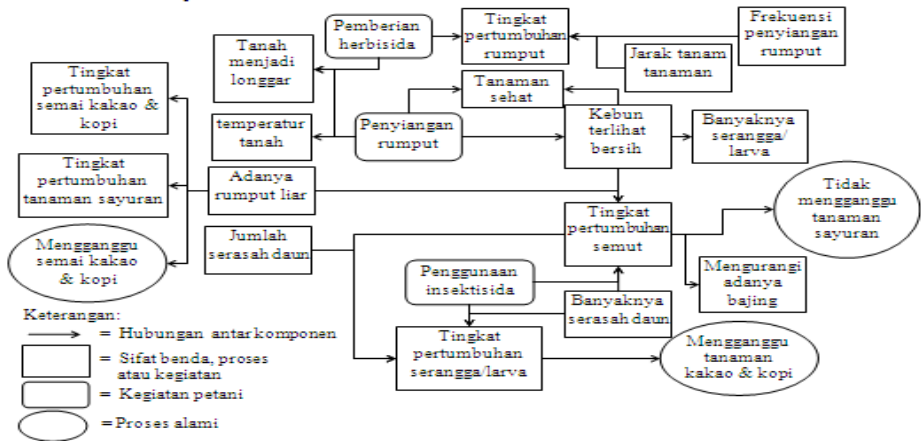 Pemberian
herbisida
Tingkat
pertumbuhan
rumput
Frekuensi
penyiangan
rumput
Tanah
menjadi
longgar
Jarak tanam
tanaman
Tingkat
pertumbuhan
semai kakao &
kopi
Tanaman
sehat
temperatur
tanah
Penyiangan
rumput
Kebun
terlihat
bersih
Banyaknya
serangga/
larva
Tingkat
pertumbuhan
tanaman sayuran
Adanya
rumput liar
Tidak
mengganggu
tanaman
sayuran
Tingkat
pertumbuhan
semut
Mengganggu
semai kakao
& kopi
Jumlah
serasah daun
Penggunaan
insektisida
Mengurangi
adanya
bajing
Banyaknya
serasah daun
Tingkat
pertumbuhan
serangga/larva
Mengganggu
tanaman
kakao & kopi
Keterangan:
= Hubungan antar komponen
= Sifat benda, proses
atau kegiatan
= Kegiatan petani
= Proses alami